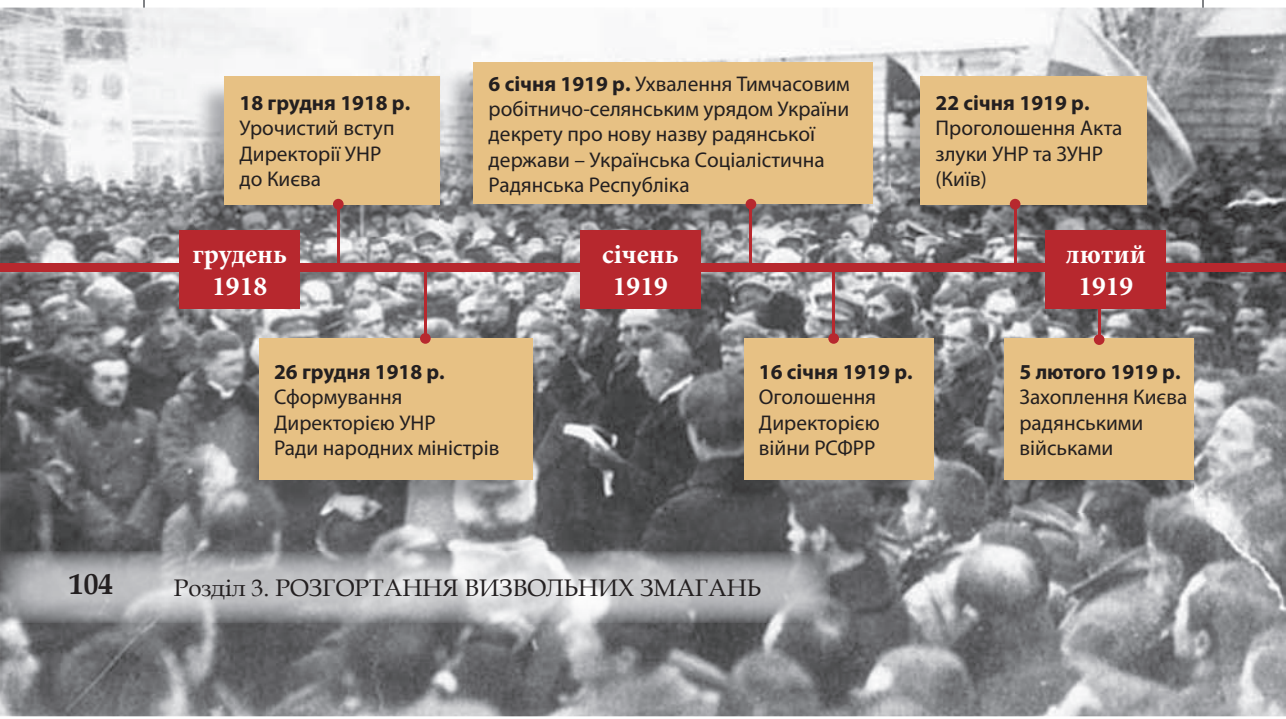 18 грудня 1918 р.
Урочистий вступ
Директорії УНР
до Києва
6 січня 1919 р. Ухвалення Тимчасовим
робітничо-селянським урядом України
декрету про нову назву радянської
держави – Українська Соціалістична
Радянська Республіка
22 січня 1919 р.
Проголошення Акта
злуки УНР та ЗУНР
(Київ)
грудень
1918
січень
1919
лютий
1919
26 грудня 1918 р.
Сформування
Директорією УНР
Ради народних міністрів
16 січня 1919 р.
Оголошення
Директорією
війни РСФРР
5 лютого 1919 р.
Захоплення Києва
радянськими
військами
104 Розділ 3. РОЗГОРТАННЯ ВИЗВОЛЬНИХ ЗМАГАНЬ